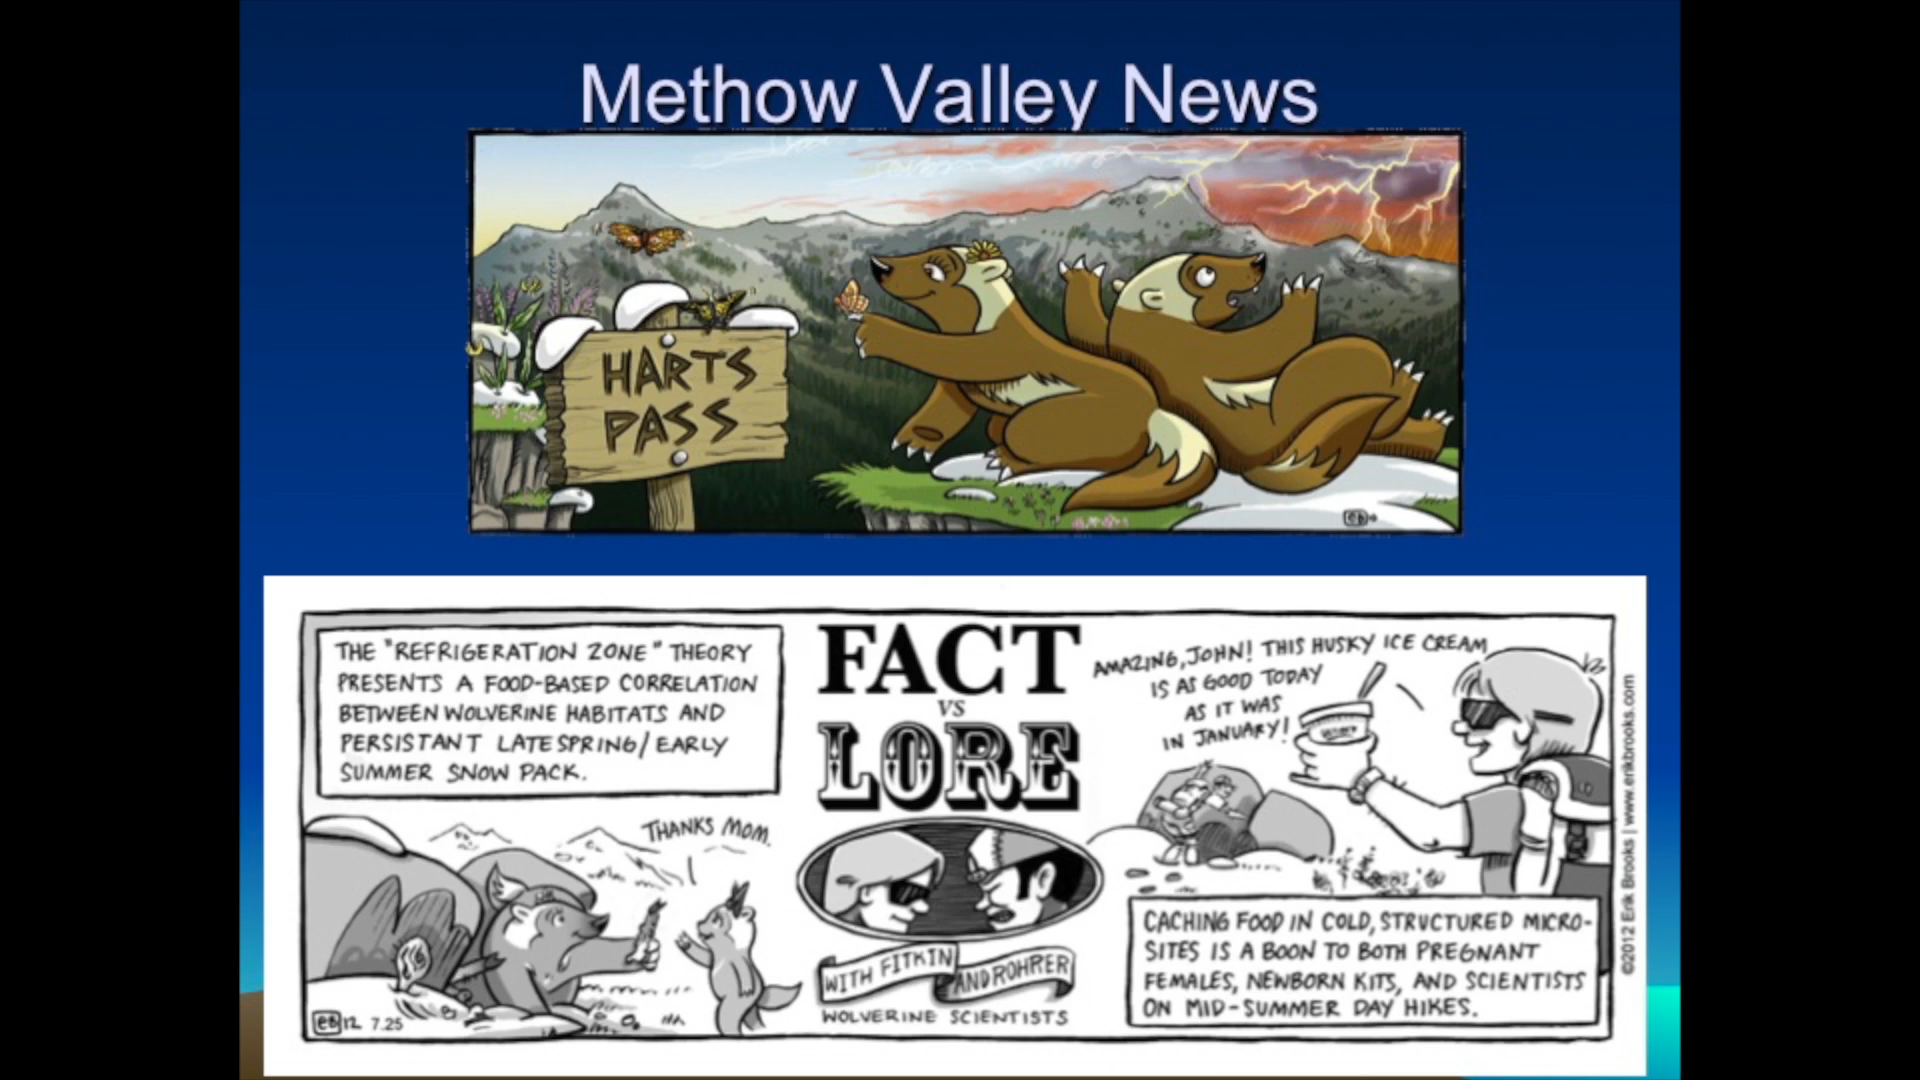 Methow Valley News
HARTS
PASS
THE "REFRIGERATION ZONE" THEORY
PRESENTS A FOOD-BASED CORRELATION
BETWEEN WOLVERINE HABITATS AND
PERSISTANT LATE SPRING/EARLY
SUMMER SNOW PACK.
THANKS MOM.
eb 12 7.25
FACT
VS
LORE
WITH FITKIN
AND ROHRER
WOLVERINE SCIENTISTS
AMAZING, JOHN! THIS HUSKY ICE CREAM
IS AS GOOD TODAY
AS IT WAS
IN JANUARY!
CACHING FOOD IN COLD, STRUCTURED MICRO-
SITES IS A BOON TO BOTH PREGNANT
FEMALES, NEWBORN KITS, AND SCIENTISTS
ON MID-SUMMER DAY HIKES.
©2012 Erik Brooks | www.erikbrooks.com